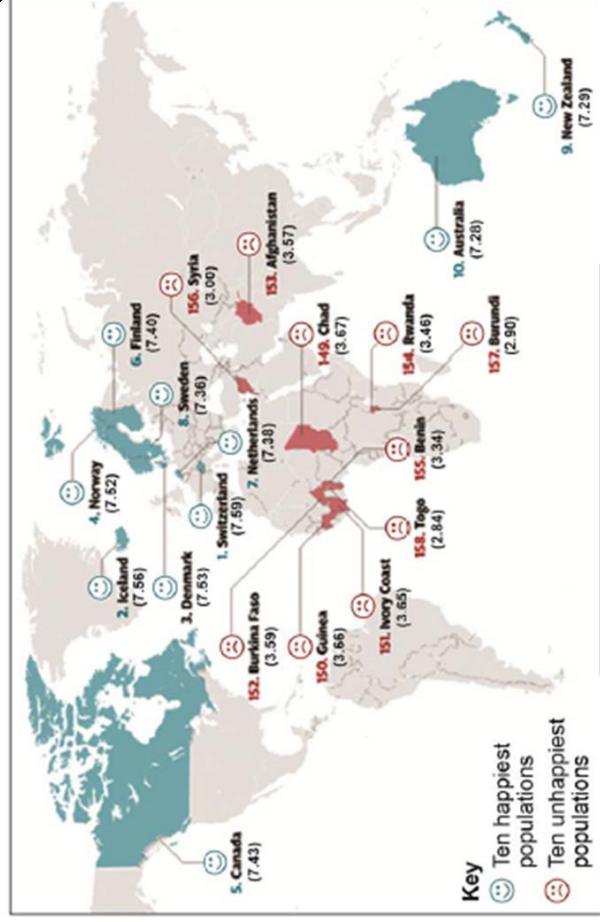 5. Canada
(7.43)
2. Iceland
(7.56)
4. Norway
(7.52)
6. Finland
(7.40)
3. Denmark
(7.53)
8. Sweden
(7.36)
1. Switzerland
(7.59)
7. Netherlands
(7.38)
156. Syria
(3.00)
153. Afghanistan
(3.57)
152. Burkina Faso
(3.59)
150. Guinea
(3.66)
151. Ivory Coast
(3.65)
158. Togo
(2.84)
155. Benin
(3.34)
149. Chad
(3.67)
154. Rwanda
(3.46)
157. Burundi
(2.90)
10. Australia
(7.28)
9. New Zealand
(7.29)
Key
Ten happiest
populations
Ten unhappiest
populations